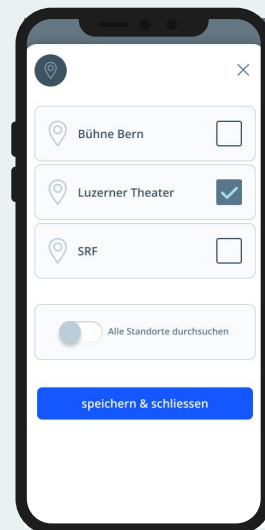 Bühne Bern
Luzerner Theater
SRF
Alle Standorte durchsuchen
speichern & schliessen